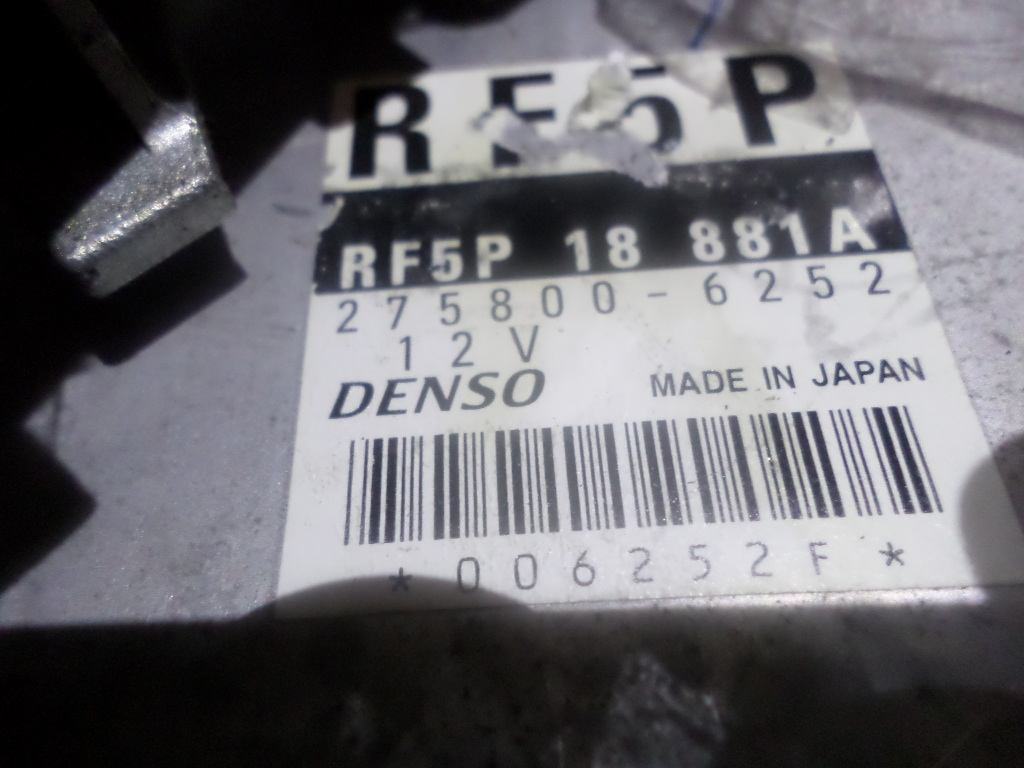 RF5P
RF5P 18 881A
275800-6252
12V
DENSO MADE IN JAPAN
*006252F*